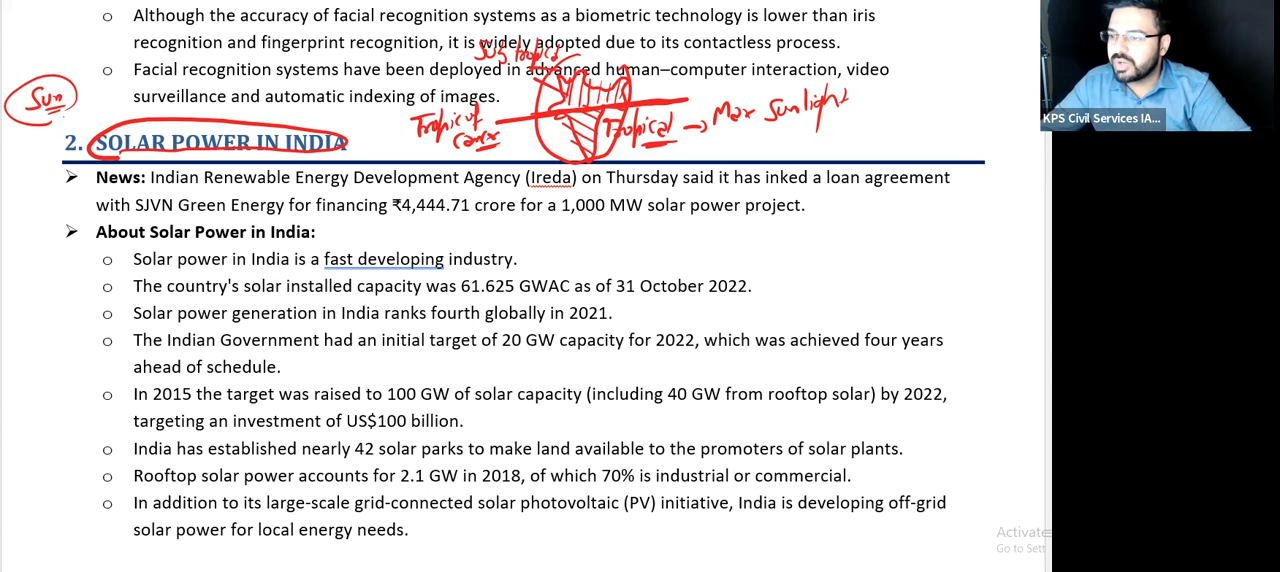 o Although the accuracy of facial recognition systems as a biometric technology is lower than iris
recognition and fingerprint recognition, it is widely adopted due to its contactless process.
Sub tropical
o Facial recognition systems have been deployed in advanced human–computer interaction, video
surveillance and automatic indexing of images.
Sun
Tropic of
Cancer
Tropical → Max Sunlight
2. SOLAR POWER IN INDIA
➢ News: Indian Renewable Energy Development Agency (Ireda) on Thursday said it has inked a loan agreement
with SJVN Green Energy for financing ₹4,444.71 crore for a 1,000 MW solar power project.
➢ About Solar Power in India:
o Solar power in India is a fast developing industry.
o The country's solar installed capacity was 61.625 GWAC as of 31 October 2022.
o Solar power generation in India ranks fourth globally in 2021.
o The Indian Government had an initial target of 20 GW capacity for 2022, which was achieved four years
ahead of schedule.
o In 2015 the target was raised to 100 GW of solar capacity (including 40 GW from rooftop solar) by 2022,
targeting an investment of US$100 billion.
o India has established nearly 42 solar parks to make land available to the promoters of solar plants.
o Rooftop solar power accounts for 2.1 GW in 2018, of which 70% is industrial or commercial.
o In addition to its large-scale grid-connected solar photovoltaic (PV) initiative, India is developing off-grid
solar power for local energy needs.
KPS Civil Services IA...
Activate
Go to Sett